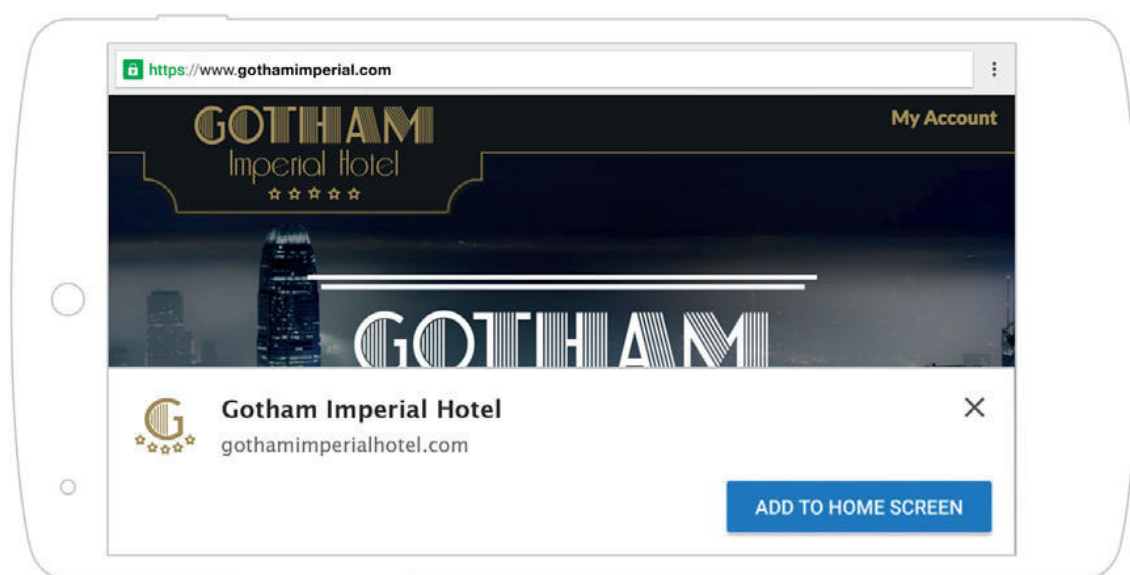 https://www.gothamimperial.com
GOTHAM
My Account
Imperial Hotel
GOTHAM
Gotham Imperial Hotel
gothamimperialhotel.com
ADD TO HOME SCREEN